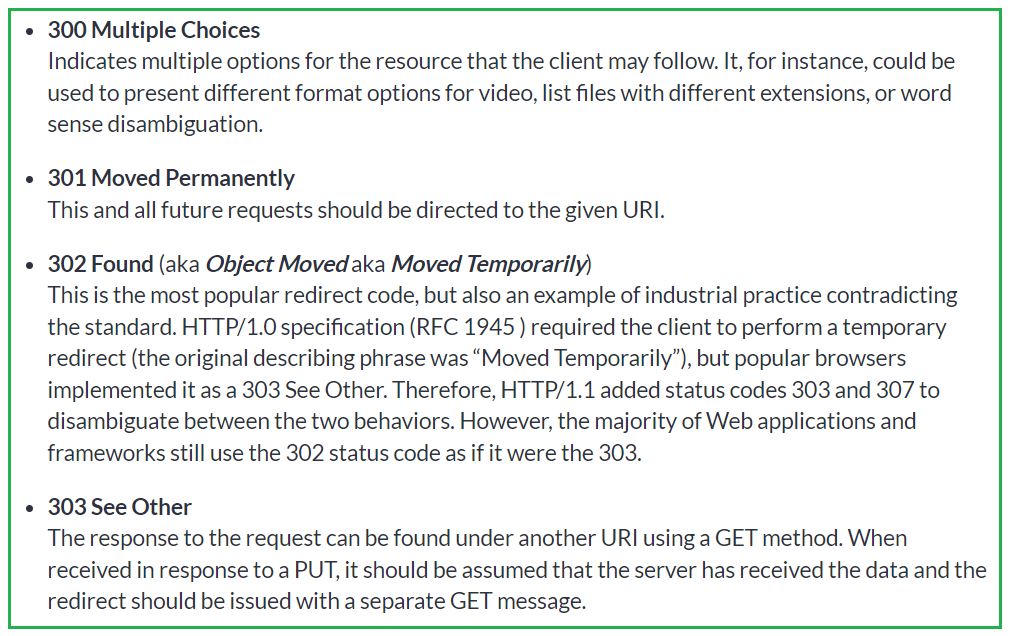 • 300 Multiple Choices
Indicates multiple options for the resource that the client may follow. It, for instance, could be
used to present different format options for video, list files with different extensions, or word
sense disambiguation.
• 301 Moved Permanently
This and all future requests should be directed to the given URI.
• 302 Found (aka Object Moved aka Moved Temporarily)
This is the most popular redirect code, but also an example of industrial practice contradicting
the standard. HTTP/1.0 specification (RFC 1945 ) required the client to perform a temporary
redirect (the original describing phrase was “Moved Temporarily”), but popular browsers
implemented it as a 303 See Other. Therefore, HTTP/1.1 added status codes 303 and 307 to
disambiguate between the two behaviors. However, the majority of Web applications and
frameworks still use the 302 status code as if it were the 303.
• 303 See Other
The response to the request can be found under another URI using a GET method. When
received in response to a PUT, it should be assumed that the server has received the data and the
redirect should be issued with a separate GET message.